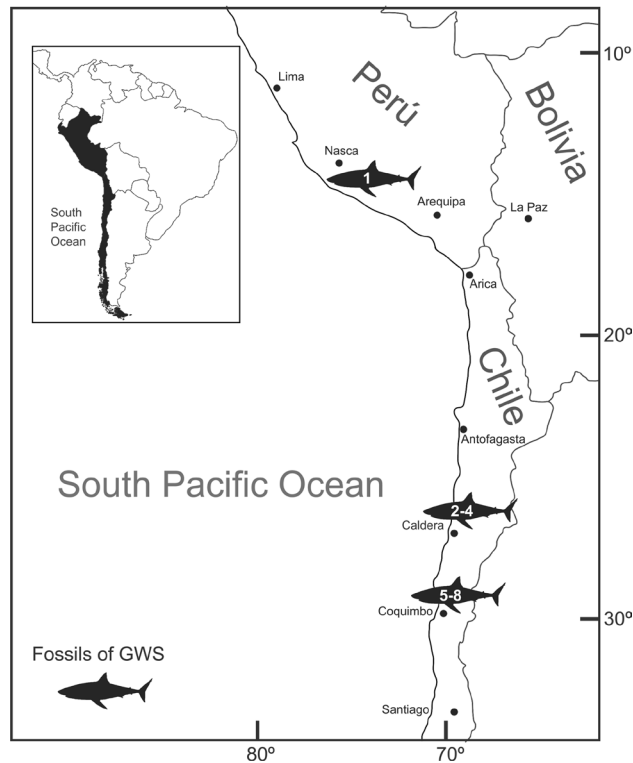 10º
Lima
Perú
Bolivia
Nasca
1
Arequipa
La Paz
South
Pacific
Ocean
Arica
20º
Chile
Antofagasta
South Pacific Ocean
2-4
Caldera
5-8
Coquimbo
30º
Fossils of GWS
Santiago
80º
70º